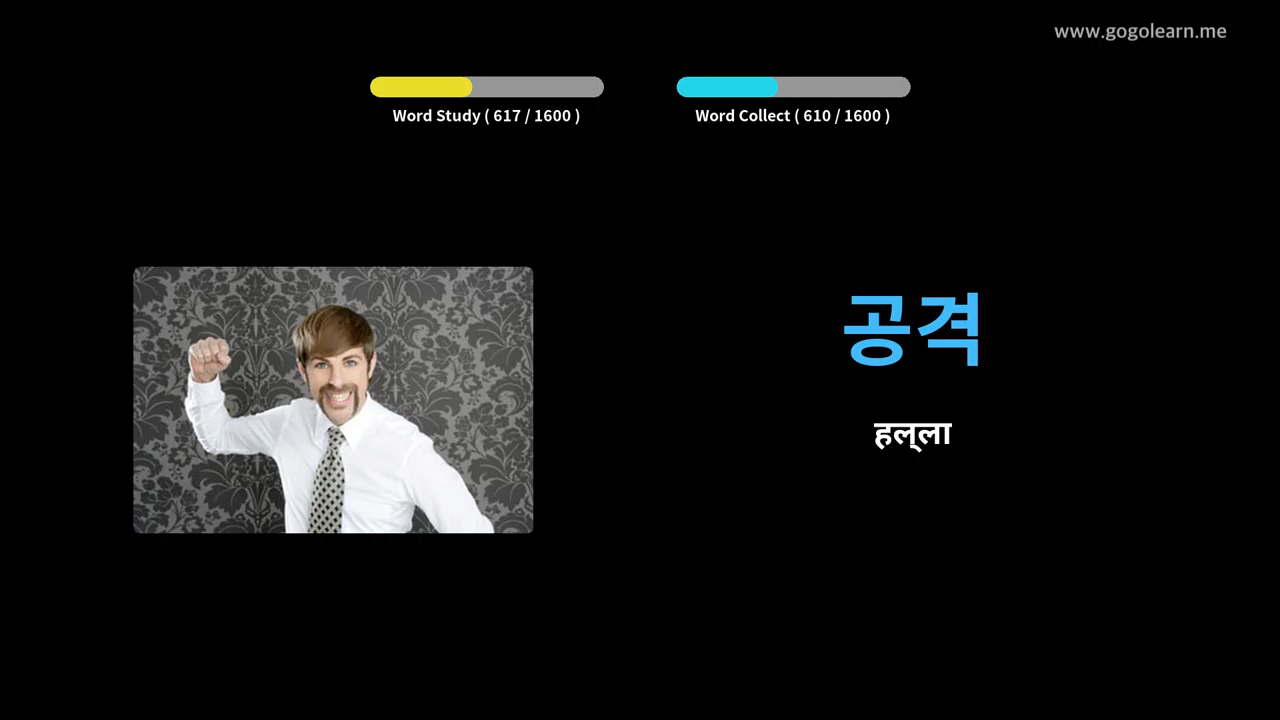 www.gogolearn.me
Word Study ( 617 / 1600 )
Word Collect ( 610 / 1600 )
공격
हल्‌ला